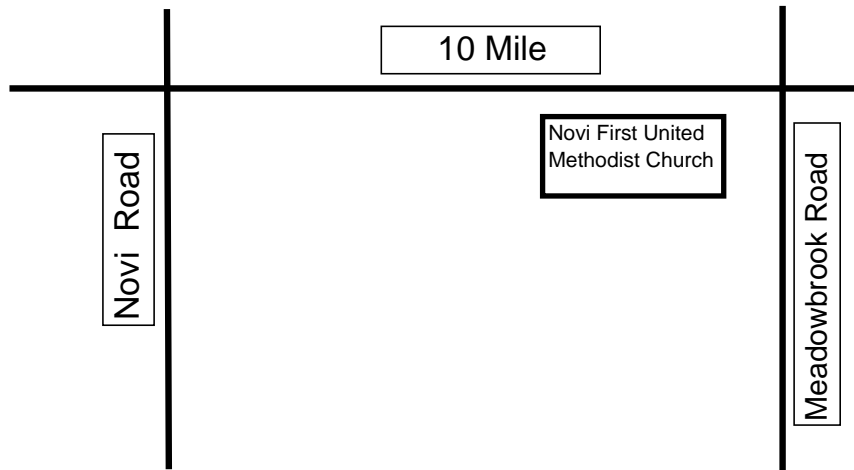 10 Mile
Novi First United
Methodist Church
Novi Road
Meadowbrook Road